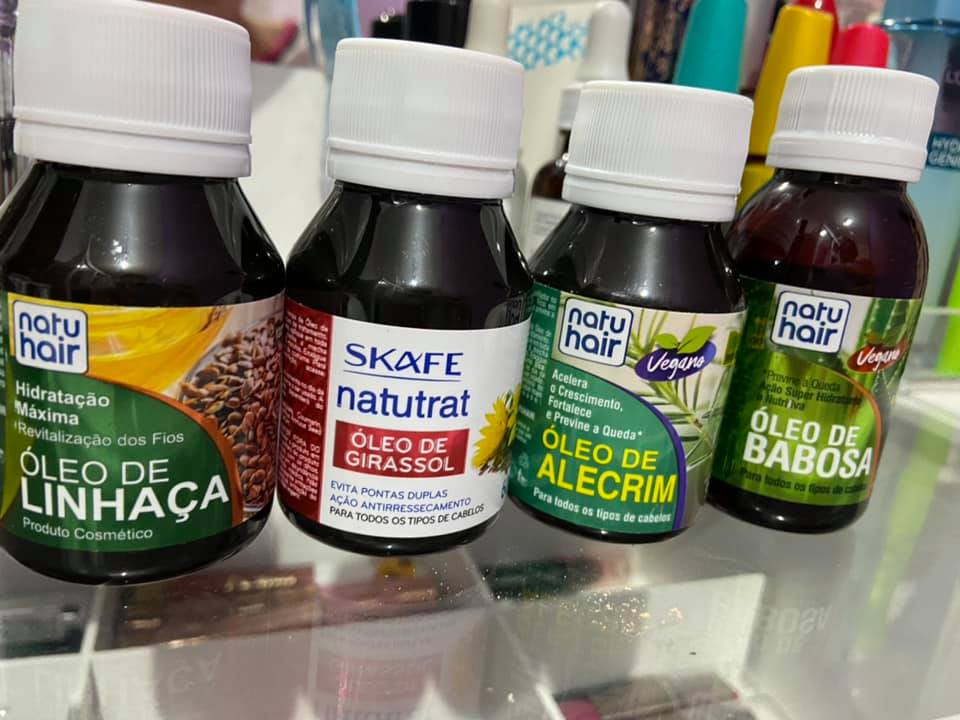 natu
hair
Hidratação
Máxima
Revitalização dos Fios
ÓLEO DE
LINHAÇA
Produto Cosmético
SKAFE
natutrat
ÓLEO DE
GIRASSOL
EVITA PONTAS DUPLAS
AÇÃO ANTIRRESSECAMENTO
PARA TODOS OS TIPOS DE CABELOS
natu
hair
Vegano
Acelera
o Crescimento,
Fortalece
e Previne a Queda*
ÓLEO DE
ALECRIM
Para todos os tipos de cabelos
natu
hair
Vegano
*Previne a Queda
Ação Super Hidratante
e Nutritiva
ÓLEO DE
BABOSA
Para todos os tipos de cabelos